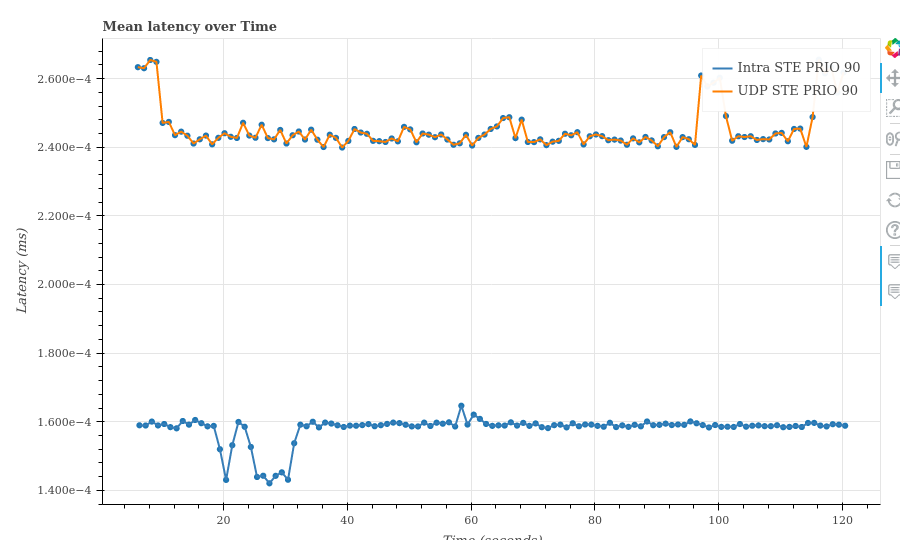 Mean latency over Time
Intra STE PRIO 90
UDP STE PRIO 90
2.600e−4
2.400e−4
2.200e−4
2.000e−4
1.800e−4
1.600e−4
1.400e−4
Latency (ms)
20 40 60 80 100 120
Time (seconds)